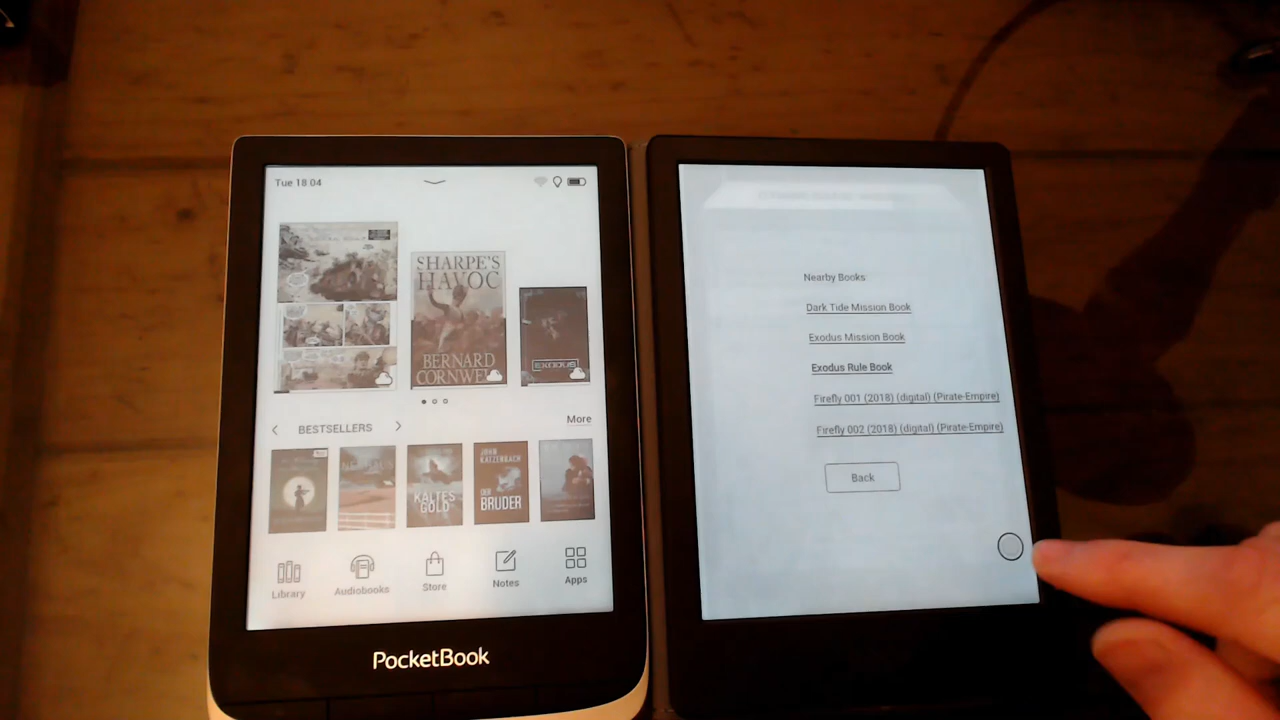 Tue 18:04
SHARPE'S
HAVOC
BERNARD
EXODUS
BESTSELLERS
More
KALTES
GOLD
JOHN
KATZENBACH
DER
BRUDER
Library
Audiobooks
Store
Notes
Apps
PocketBook
Nearby Books:
Dark Tide Mission Book
Exodus Mission Book
Exodus Rule Book
Firefly 001 (2018) (digital) (Pirate-Empire)
Firefly 002 (2018) (digital) (Pirate-Empire)
Back